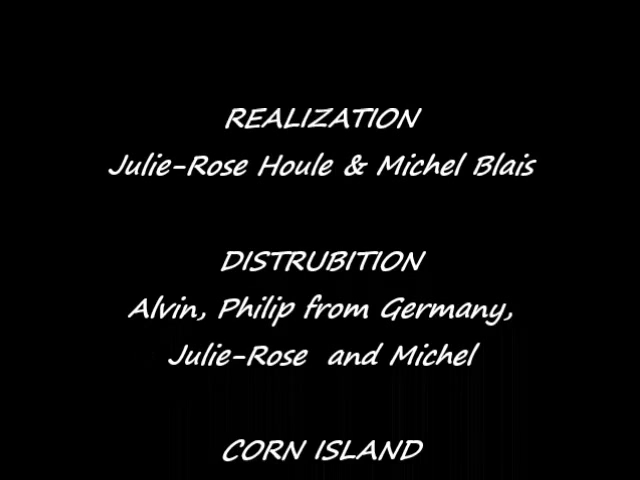 REALIZATION
Julie-Rose Houle & Michel Blais
DISTRUBITION
Alvin, Philip from Germany,
Julie-Rose and Michel
CORN ISLAND